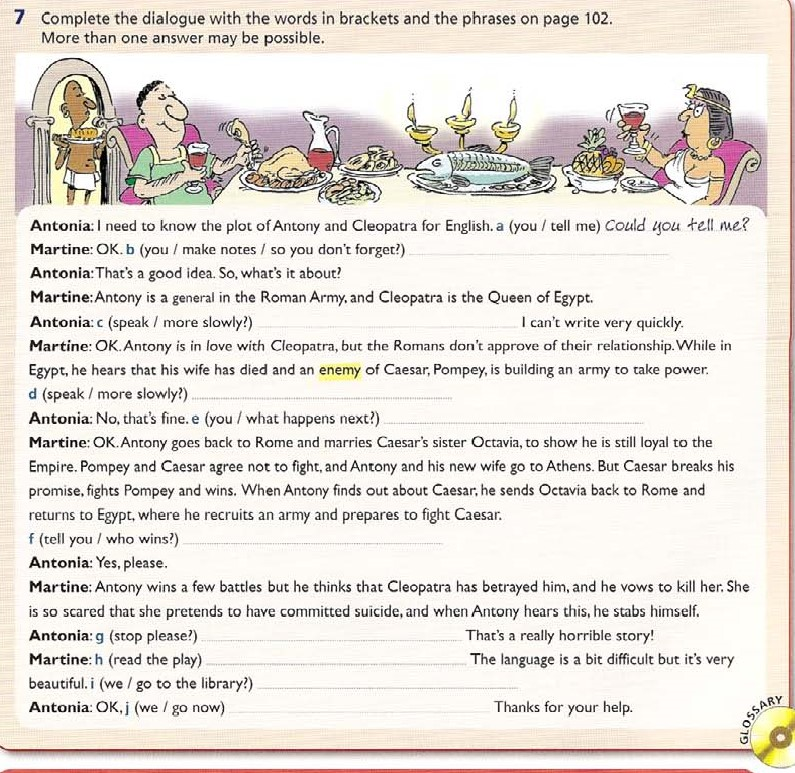 7 Complete the dialogue with the words in brackets and the phrases on page 102.
More than one answer may be possible.
Antonia: I need to know the plot of Antony and Cleopatra for English. a (you / tell me) Could you tell me?
Martine: OK. b (you / make notes / so you don't forget?)
Antonia: That's a good idea. So, what's it about?
Martine: Antony is a general in the Roman Army, and Cleopatra is the Queen of Egypt.
Antonia: c (speak / more slowly?) I can't write very quickly.
Martine: OK. Antony is in love with Cleopatra, but the Romans don't approve of their relationship. While in
Egypt, he hears that his wife has died and an enemy of Caesar, Pompey, is building an army to take power.
d (speak / more slowly?)
Antonia: No, that's fine. e (you / what happens next?)
Martine: OK. Antony goes back to Rome and marries Caesar's sister Octavia, to show he is still loyal to the
Empire. Pompey and Caesar agree not to fight, and Antony and his new wife go to Athens. But Caesar breaks his
promise, fights Pompey and wins. When Antony finds out about Caesar, he sends Octavia back to Rome and
returns to Egypt, where he recruits an army and prepares to fight Caesar.
f (tell you / who wins?)
Antonia: Yes, please.
Martine: Antony wins a few battles but he thinks that Cleopatra has betrayed him, and he vows to kill her. She
is so scared that she pretends to have committed suicide, and when Antony hears this, he stabs himself.
Antonia: g (stop please?) That's a really horrible story!
Martine: h (read the play) The language is a bit difficult but it's very
beautiful. i (we / go to the library?)
Antonia: OK, j (we / go now) Thanks for your help.
GLOSSARY